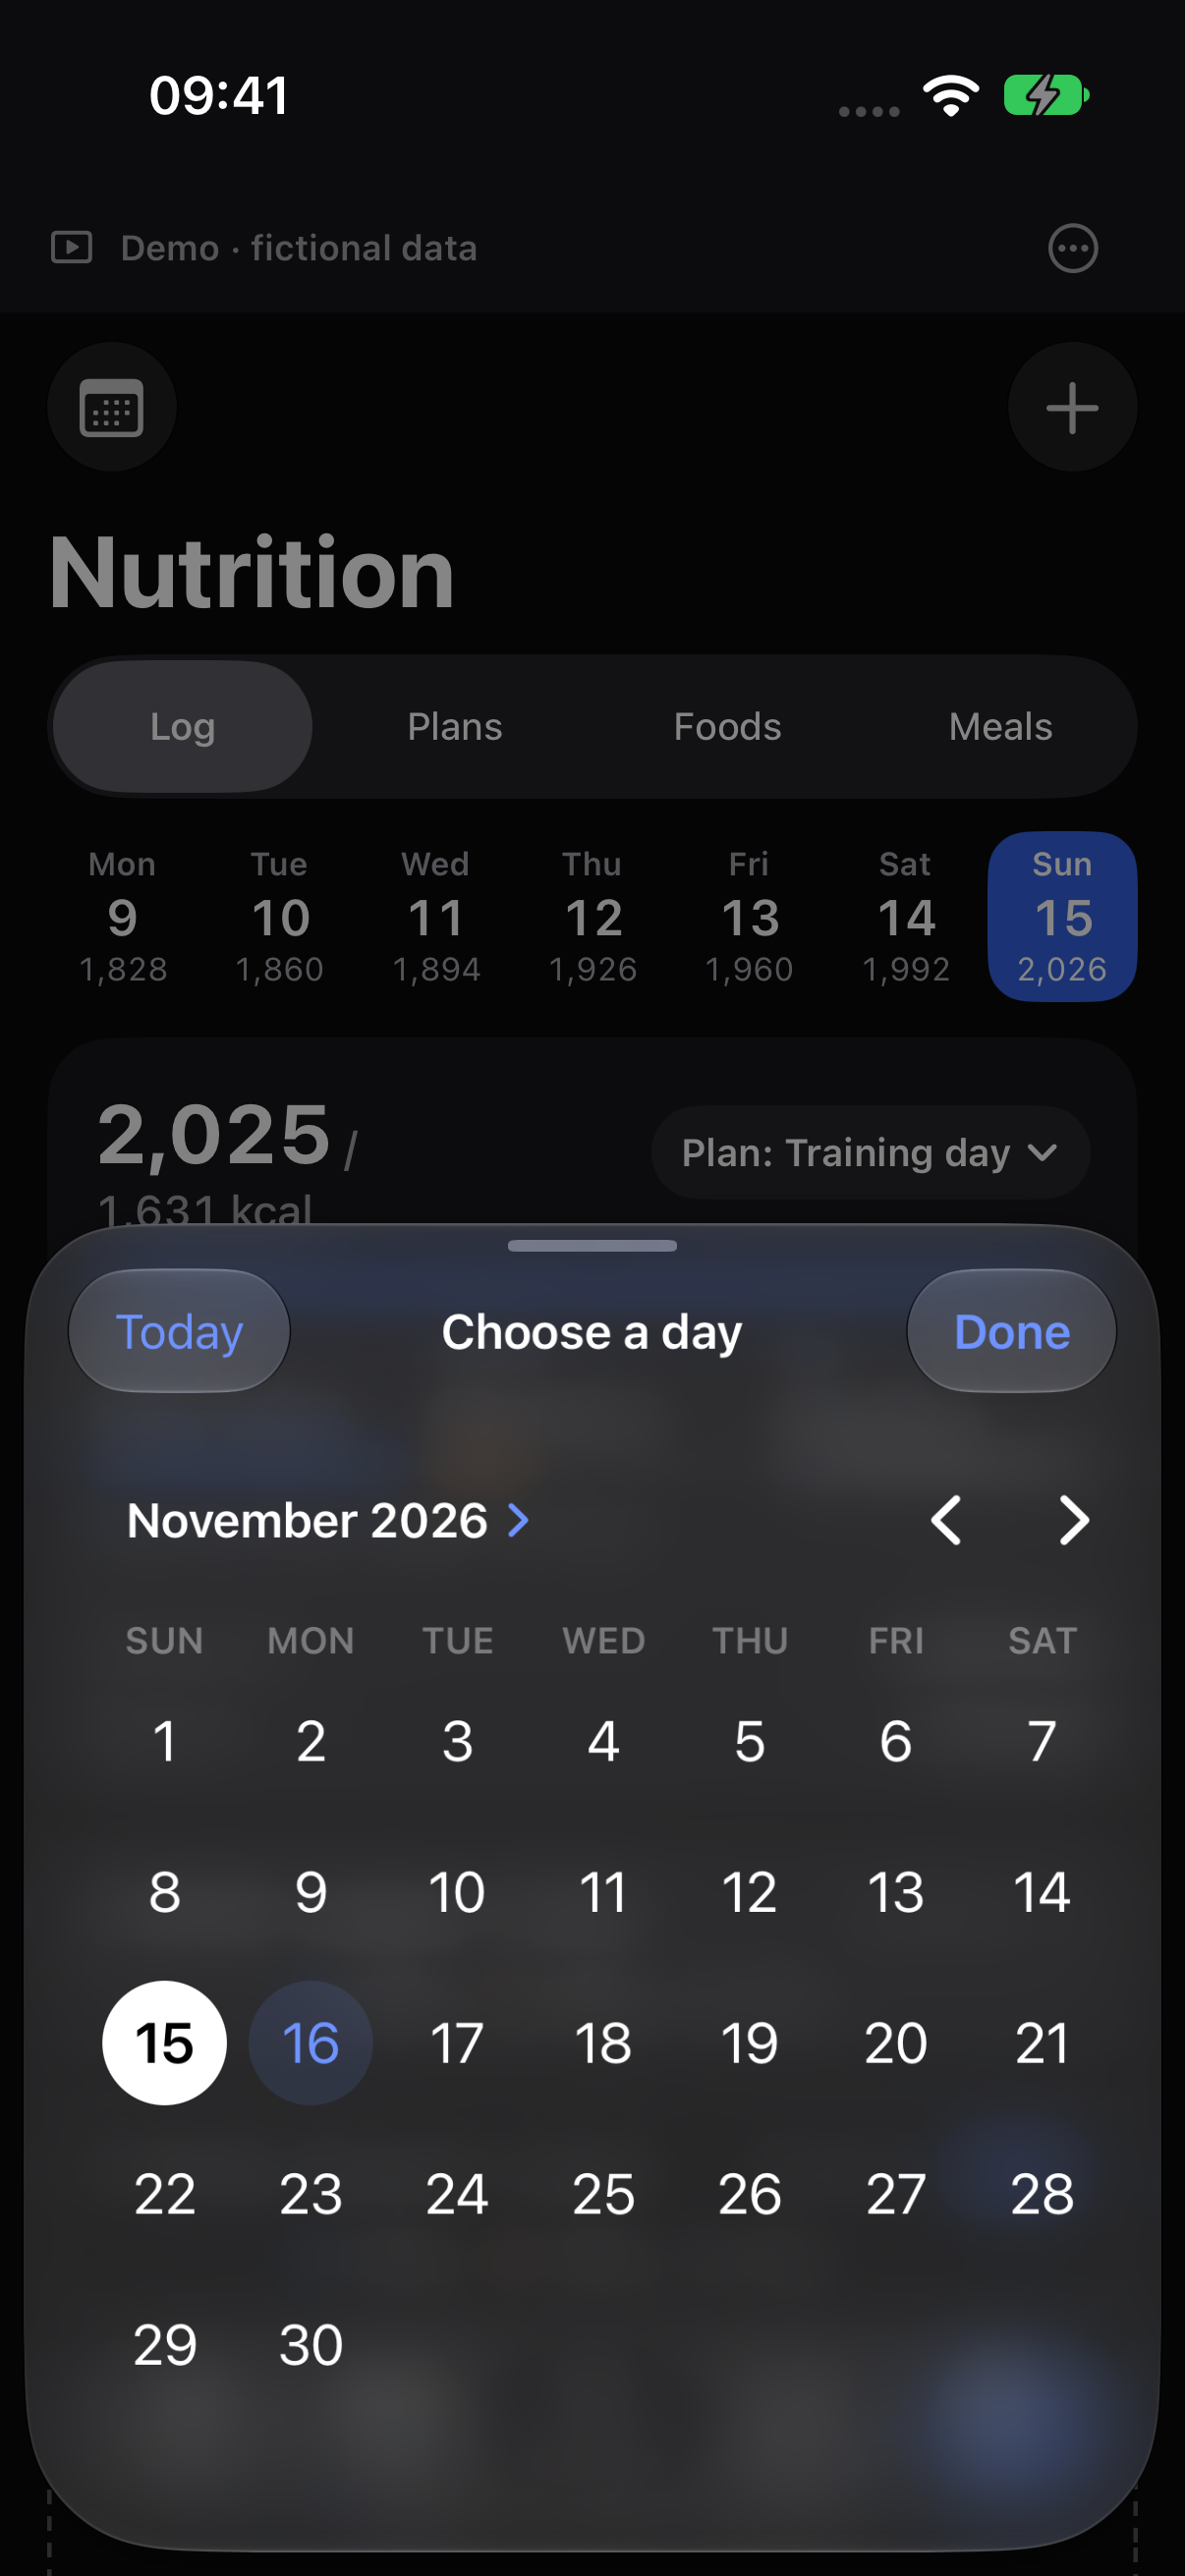 09:41
Demo · fictional data
Nutrition
Log Plans Foods Meals
Mon Tue Wed Thu Fri Sat Sun
9 10 11 12 13 14 15
1,828 1,860 1,894 1,926 1,960 1,992 2,026
2,025 /
Plan: Training day
1,631 kcal
Today Choose a day Done
November 2026
SUN MON TUE WED THU FRI SAT
1 2 3 4 5 6 7
8 9 10 11 12 13 14
15 16 17 18 19 20 21
22 23 24 25 26 27 28
29 30